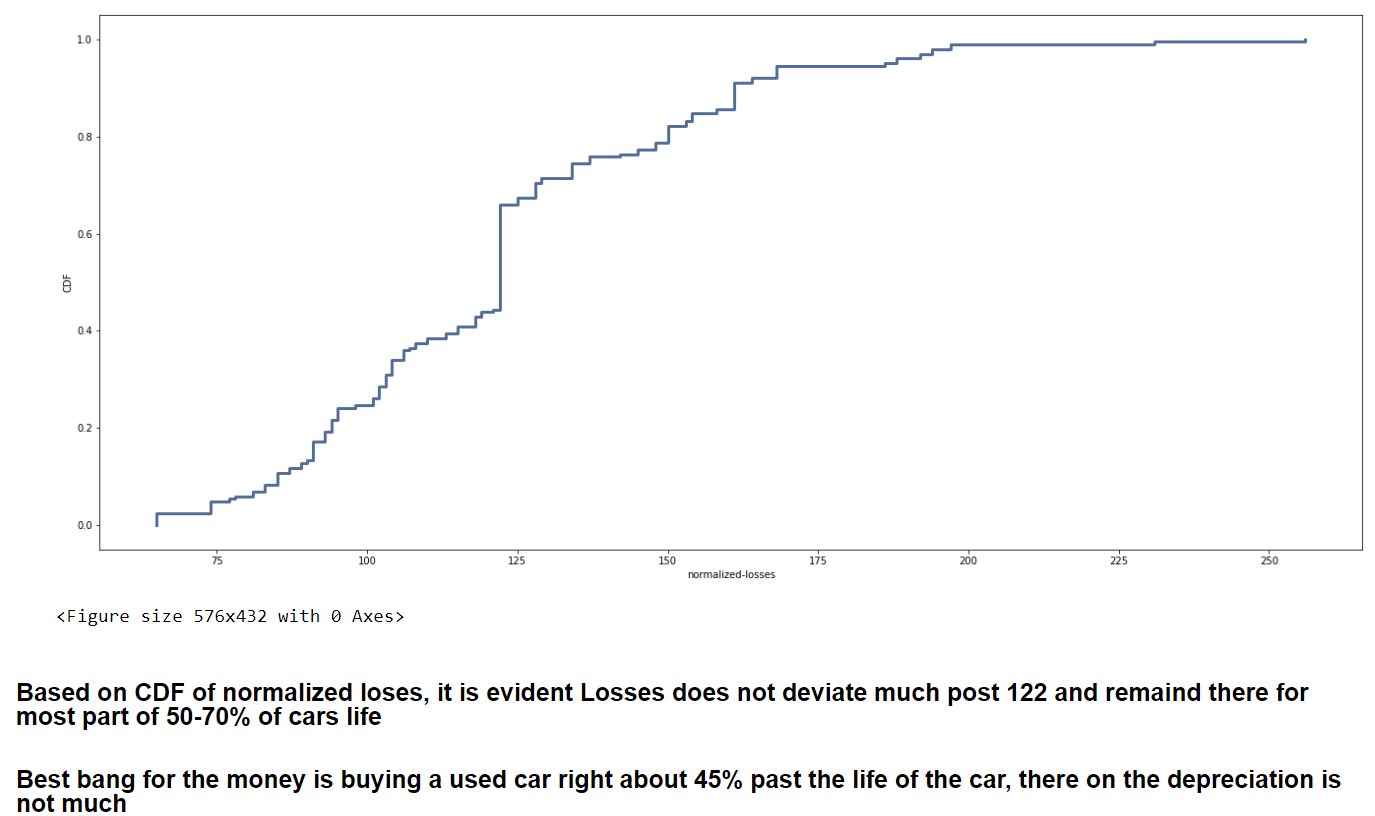 1.0
0.8
0.6
CDF
0.4
0.2
0.0
75 100 125 150 175 200 225 250
normalized-losses
<Figure size 576x432 with 0 Axes>
Based on CDF of normalized loses, it is evident Losses does not deviate much post 122 and remaind there for
most part of 50-70% of cars life
Best bang for the money is buying a used car right about 45% past the life of the car, there on the depreciation is
not much